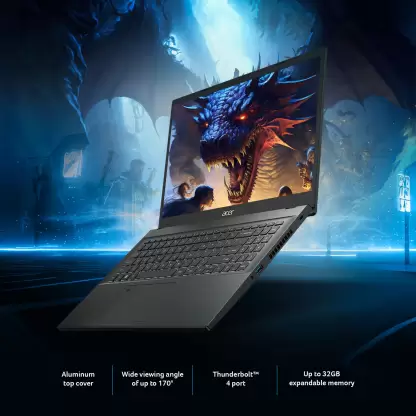 acer
Aluminum
top cover
Wide viewing angle
of up to 170°
Thunderbolt™
4 port
Up to 32GB
expandable memory